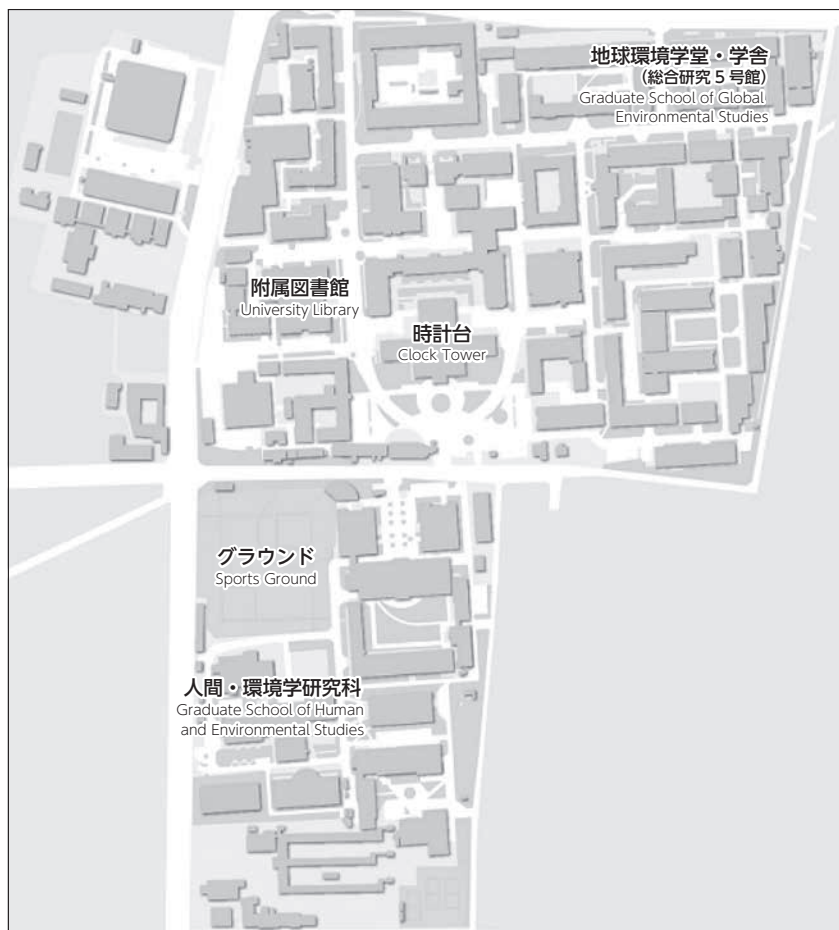 地球環境学堂・学舎
(総合研究 5 号館)
Graduate School of Global
Environmental Studies
附属図書館
University Library
時計台
Clock Tower
グラウンド
Sports Ground
人間・環境学研究科
Graduate School of Human
and Environmental Studies